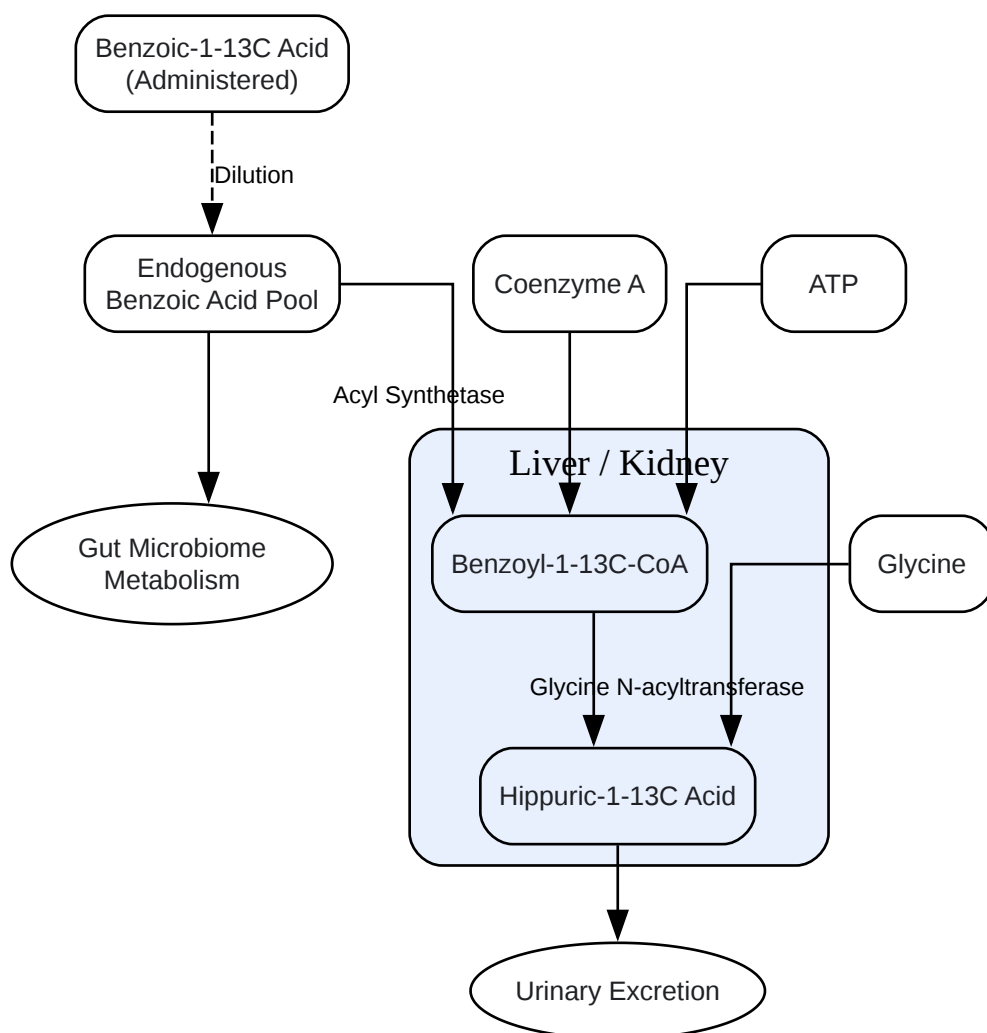 Benzoic-1-13C Acid
(Administered)
Dilution
Endogenous
Benzoic Acid Pool
Coenzyme A
ATP
Acyl Synthetase
Liver / Kidney
Gut Microbiome
Metabolism
Benzoyl-1-13C-CoA
Glycine
Glycine N-acyltransferase
Hippuric-1-13C Acid
Urinary Excretion